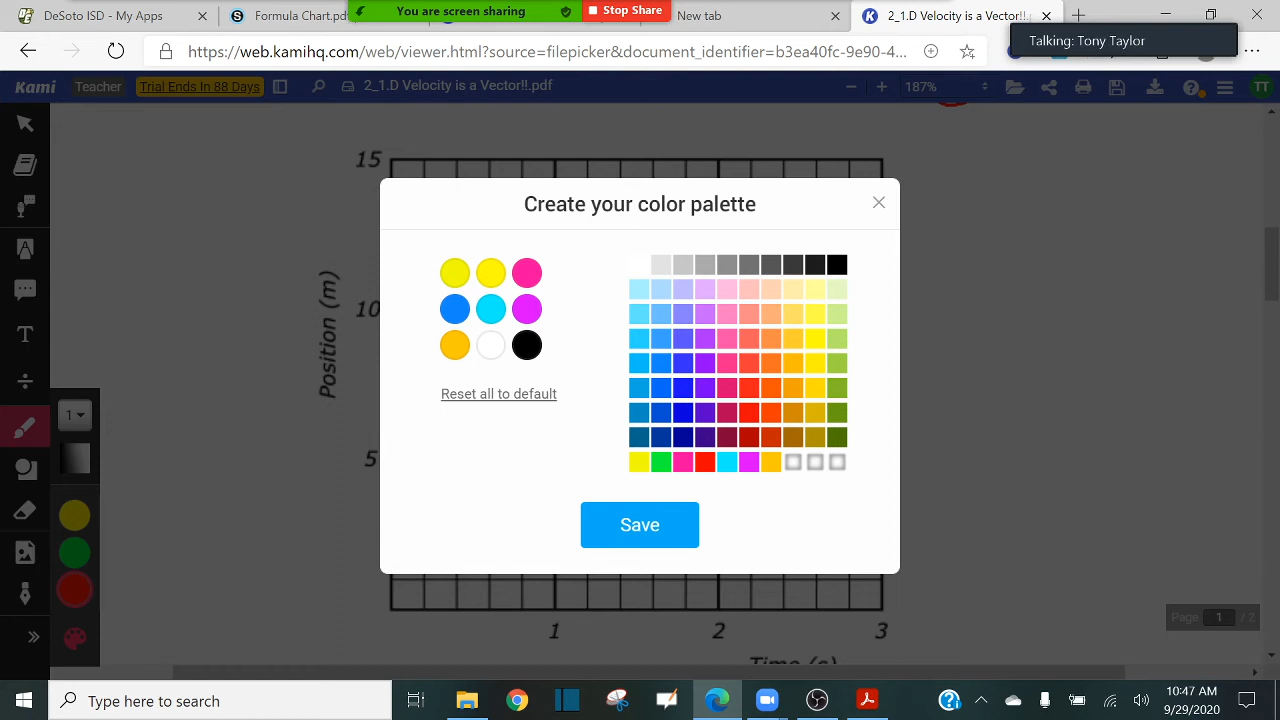 DeSoto ISD - My Ap
Formula Chart.pdf
You are screen sharing
Stop Share
New tab
2_1.D Velocity is a Vector!!.p
https://web.kamihq.com/web/viewer.html?source=filepicker&document_identifier=b3ea40fc-9e90-4...
Talking: Tony Taylor
Kami
Teacher
Trial Ends In 88 Days
2_1.D Velocity is a Vector!!.pdf
187%
TT
15
Create your color palette
Position (m)
10
Reset all to default
1
5
Save
Page 1 / 2
1 2 3
Time (s)
Type here to search
10:47 AM
9/29/2020